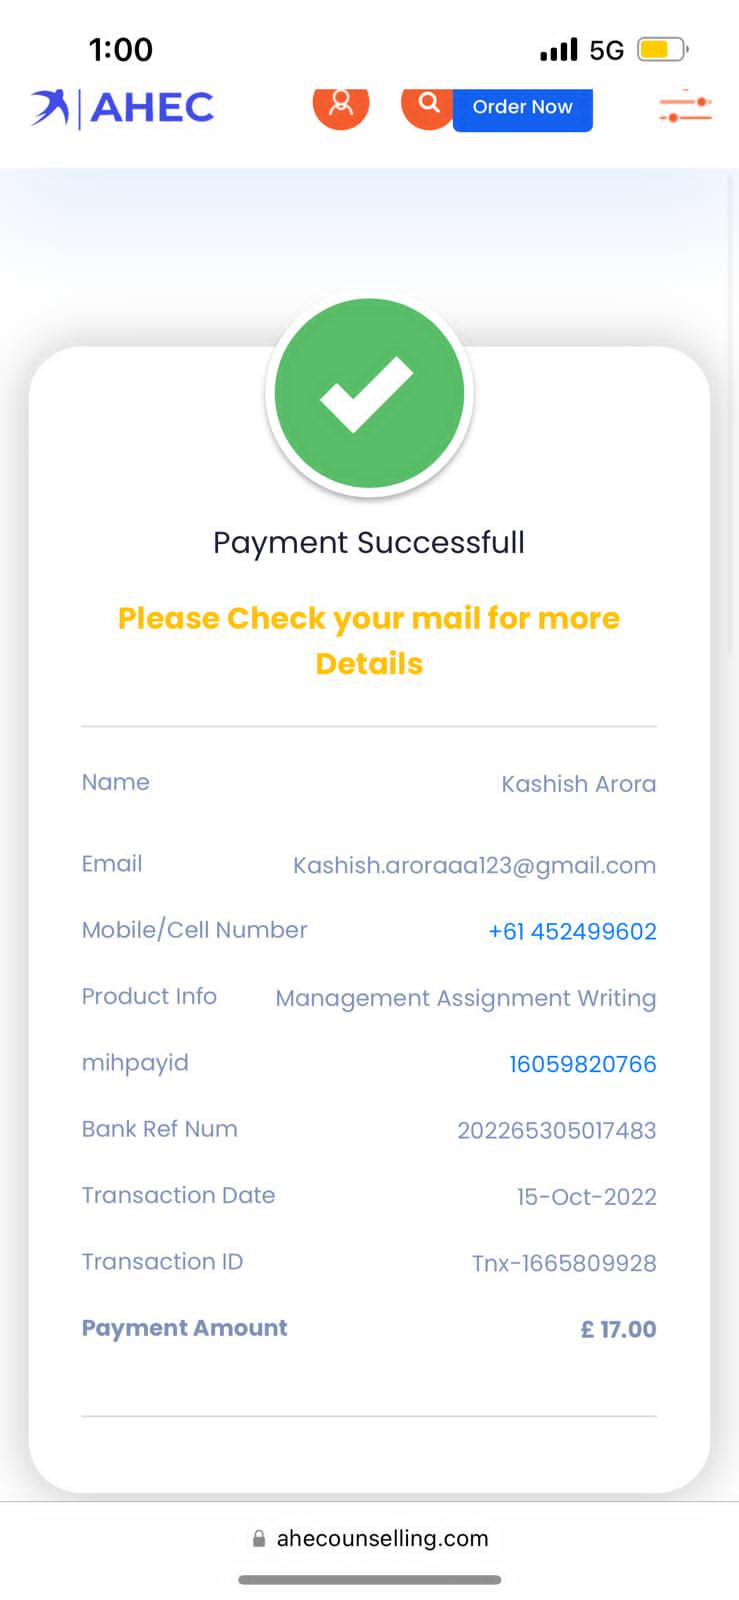 1:00 5G
AHEC Order Now
Payment Successfull
Please Check your mail for more
Details
Name Kashish Arora
Email Kashish.aroraaa123@gmail.com
Mobile/Cell Number +61 452499602
Product Info Management Assignment Writing
mihpayid 16059820766
Bank Ref Num 202265305017483
Transaction Date 15-Oct-2022
Transaction ID Tnx-1665809928
Payment Amount £ 17.00
ahecounselling.com